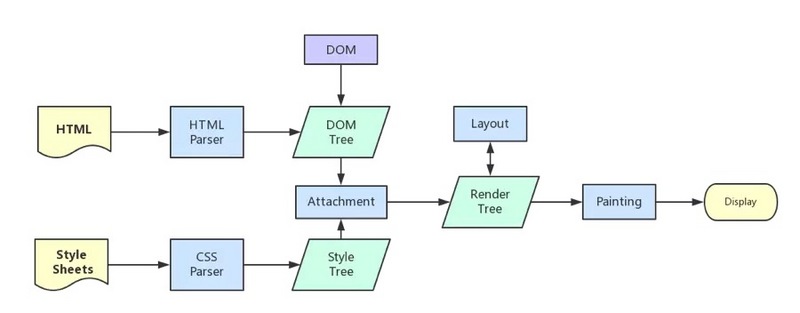 DOM
HTML
HTML
Parser
DOM
Tree
Layout
Attachment
Render
Tree
Painting
Display
Style
Sheets
CSS
Parser
Style
Tree